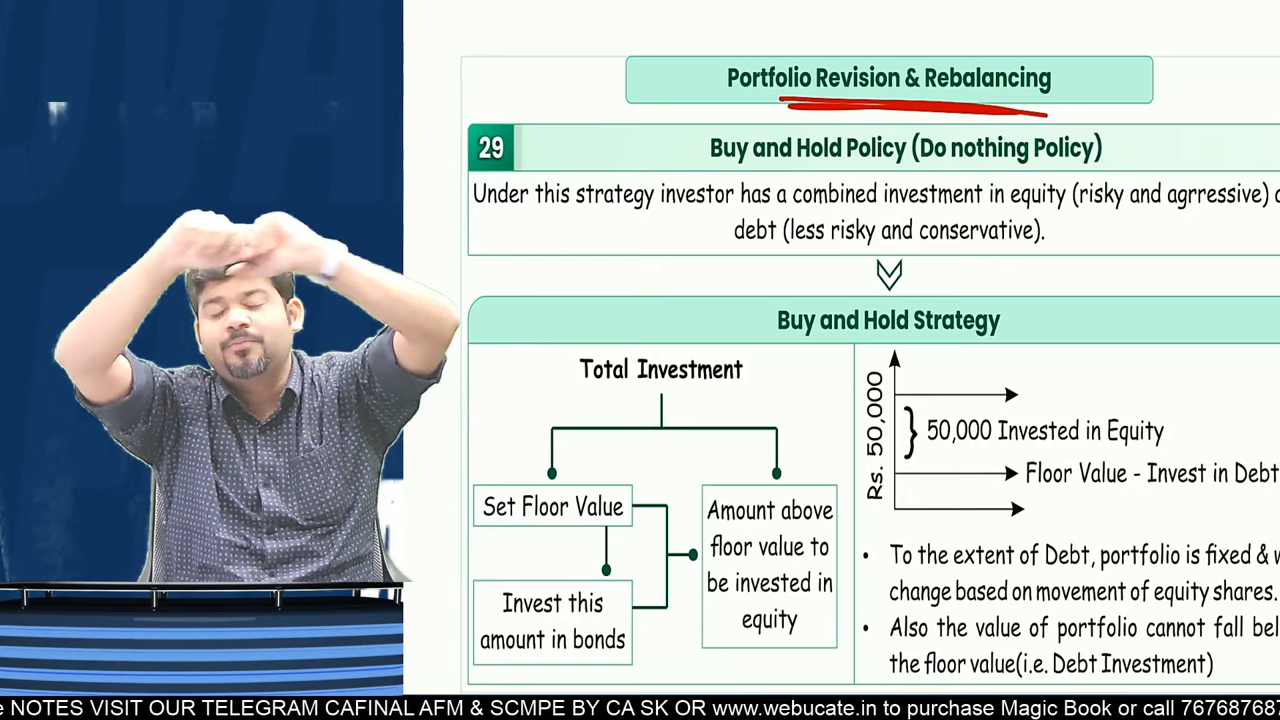 Portfolio Revision & Rebalancing
29
Buy and Hold Policy (Do nothing Policy)
Under this strategy investor has a combined investment in equity (risky and agrressive)
debt (less risky and conservative).
Buy and Hold Strategy
Total Investment
Set Floor Value
Invest this
amount in bonds
Amount above
floor value to
be invested in
equity
Rs. 50,000
50,000 Invested in Equity
Floor Value - Invest in Debt
• To the extent of Debt, portfolio is fixed &
change based on movement of equity shares.
• Also the value of portfolio cannot fall
the floor value(i.e. Debt Investment)
NOTES VISIT OUR TELEGRAM CAFINAL AFM & SCMPE BY CA SK OR www.webucate.in to purchase Magic Book or call